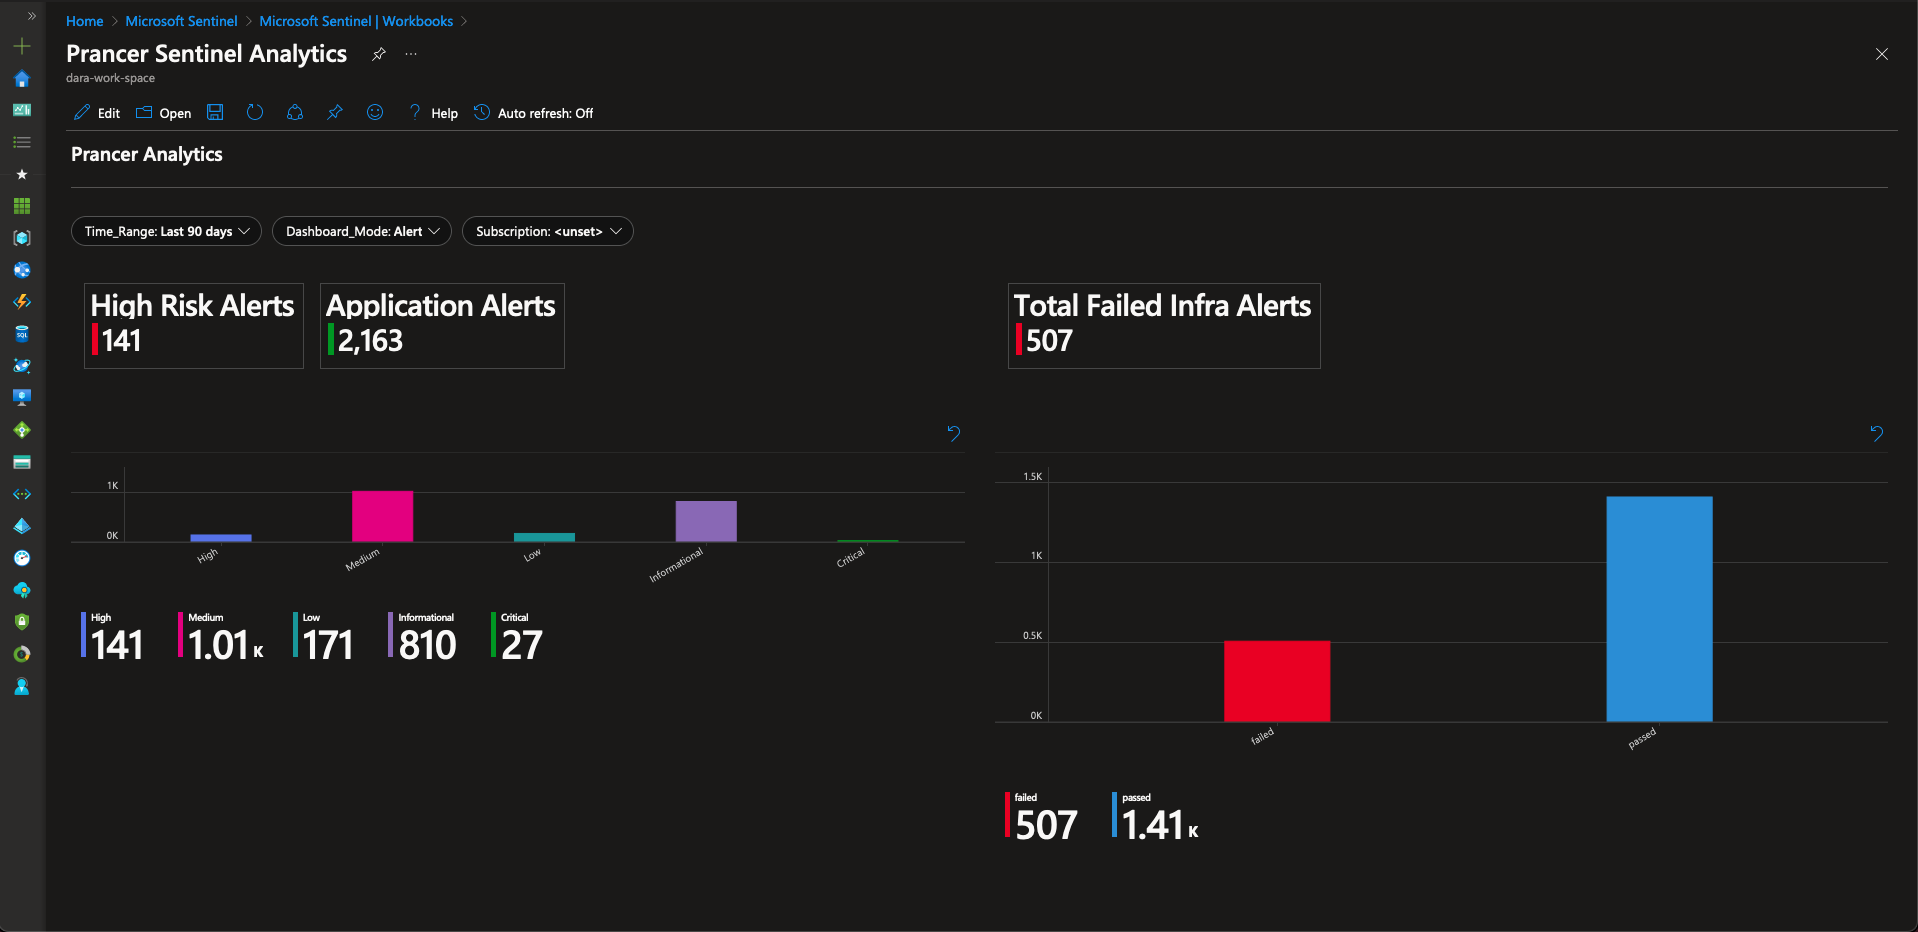 Home > Microsoft Sentinel > Microsoft Sentinel | Workbooks >
Prancer Sentinel Analytics
dara-work-space
Edit Open Help Auto refresh: Off
Prancer Analytics
Time_Range: Last 90 days Dashboard_Mode: Alert Subscription: <unset>
High Risk Alerts
141
Application Alerts
2,163
1K
0K
High Medium Low Informational Critical
High Medium Low Informational Critical
141 1.01 K 171 810 27
Total Failed Infra Alerts
507
1.5K
1K
0.5K
0K
failed passed
failed passed
507 1.41 K
SQL